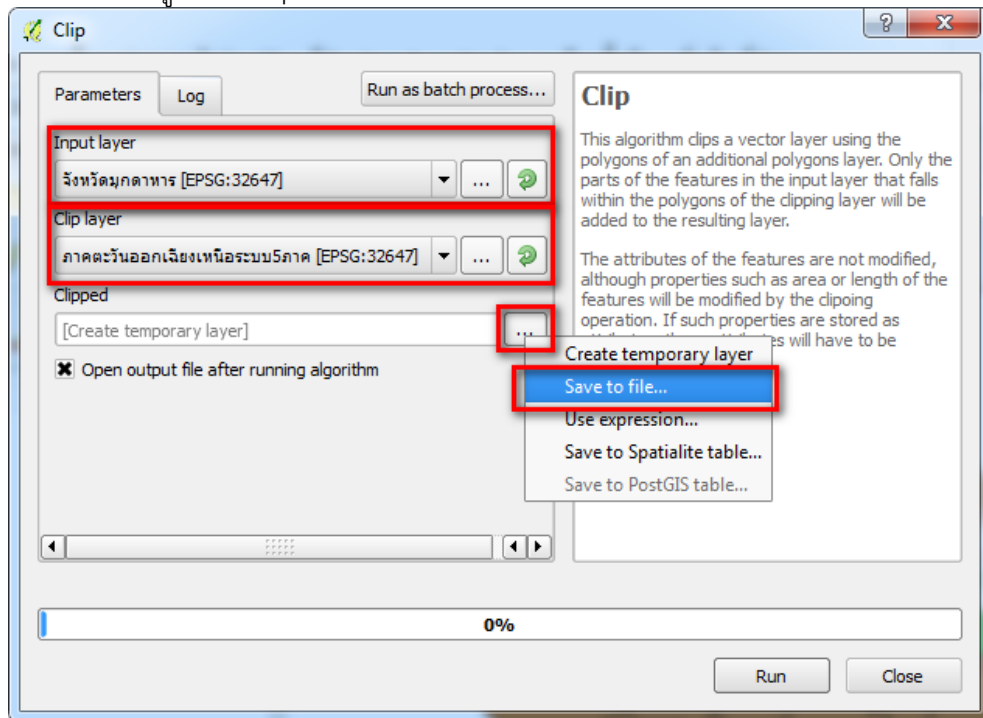 Clip
Parameters
Log
Run as batch process...
Input layer
จังหวัดมุกดาหาร [EPSG:32647]
...
Clip layer
ภาคตะวันออกเฉียงเหนือระบบ5ภาค [EPSG:32647]
...
Clipped
[Create temporary layer]
...
Open output file after running algorithm
Create temporary layer
Save to file...
Use expression...
Save to Spatialite table...
Save to PostGIS table...
Clip
This algorithm clips a vector layer using the
polygons of an additional polygons layer. Only the
parts of the features in the input layer that falls
within the polygons of the clipping layer will be
added to the resulting layer.
The attributes of the features are not modified,
although properties such as area or length of the
features will be modified by the clipoing
operation. If such properties are stored as
will have to be
0%
Run
Close